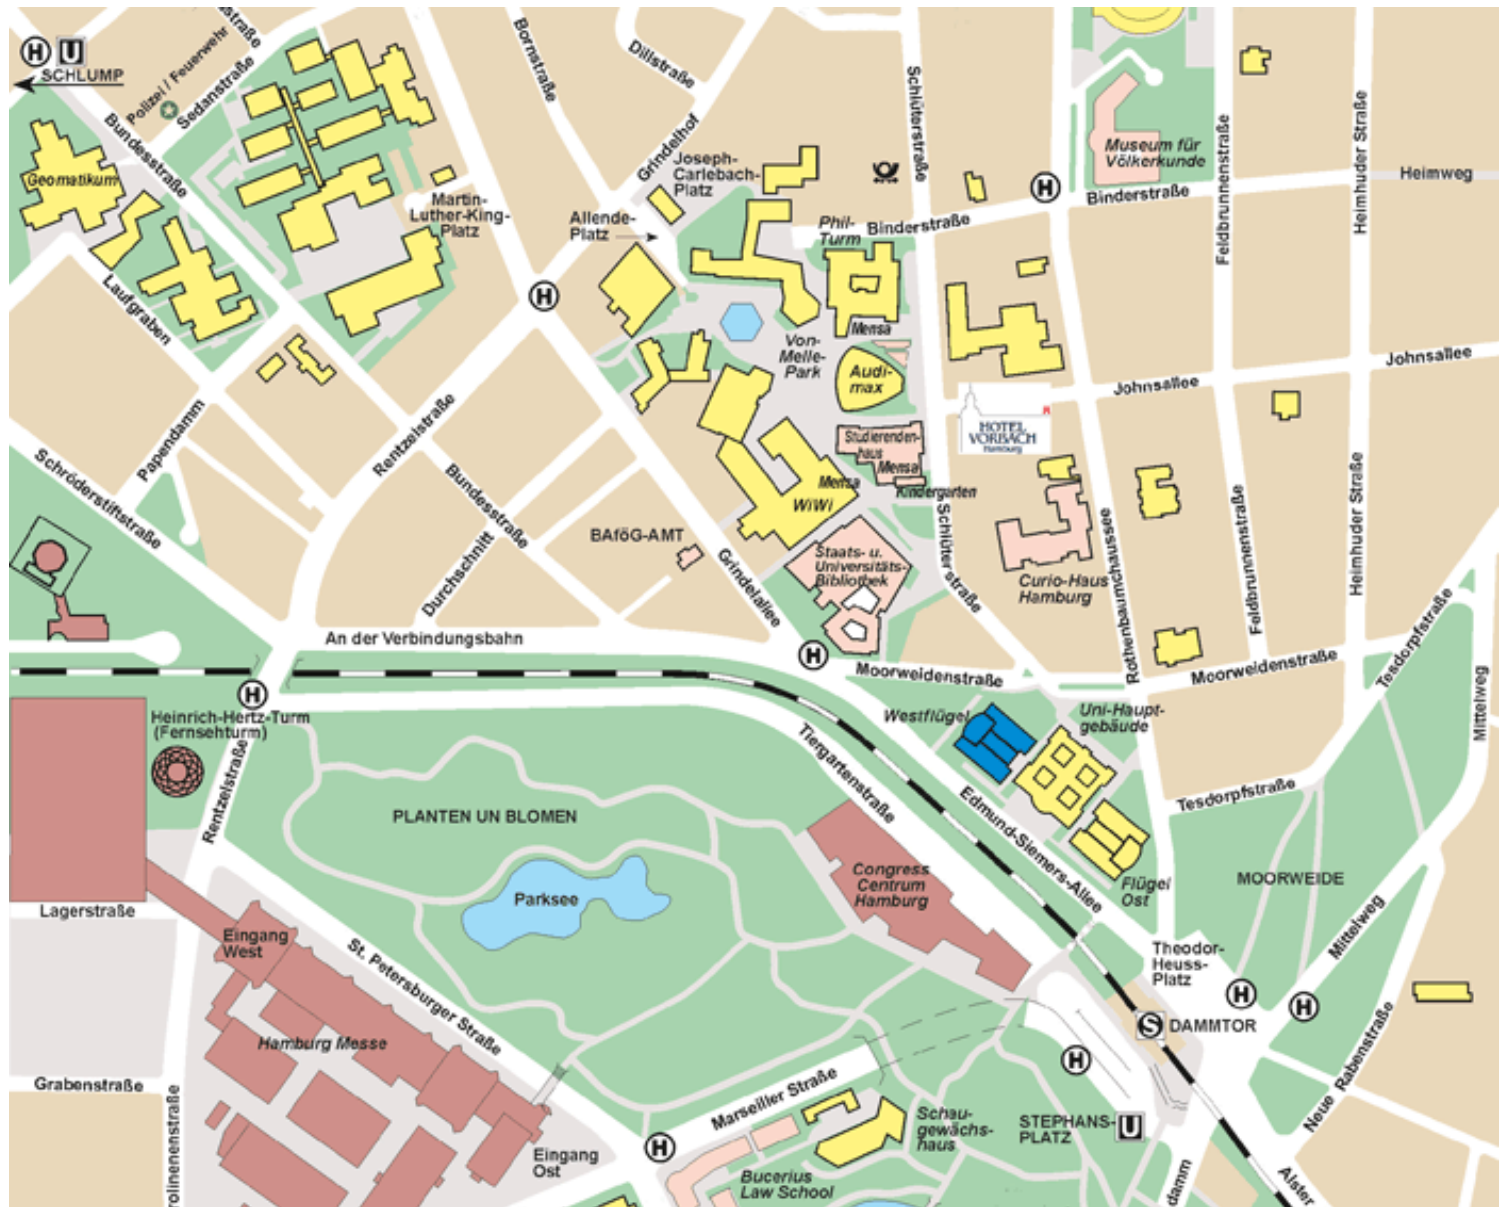 H U
SCHLUMP
Polizei / Feuerwehr
Sedanstraße
Bundesstraße
Geomatikum
Laufgraben
Martin-
Luther-King-
Platz
Bornstraße
Dillstraße
Grindelhof
Joseph-
Carlebach-
Platz
Allende-
Platz
H
Schlüterstraße
Phil-
Turm
Binderstraße
H
Binderstraße
Museum für
Völkerkunde
Feldbrunnenstraße
Heimhuder Straße
Heimweg
Mensa
Von-
Melle-
Park
Audi-
max
Johnsallee
Johnsallee
HOTEL
VORBACH
Hamburg
Studierenden-
haus
Mensa
Kindergarten
Mensa
WiWi
Papendamm
Rentzelstraße
Bundesstraße
Schröderstiftstraße
Durchschnitt
BAföG-AMT
Grindelallee
Staats- u.
Universitäts-
Bibliothek
Schlüterstraße
Curio-Haus
Hamburg
Rothenbaumchaussee
Feldbrunnenstraße
Heimhuder Straße
Tesdorpfstraße
Mittelweg
An der Verbindungsbahn
H
Moorweidenstraße
Moorweidenstraße
H
Heinrich-Hertz-Turm
(Fernsehturm)
Rentzelstraße
Westflügel
Uni-Haupt-
gebäude
Tiergartenstraße
Edmund-Siemers-Allee
Tesdorpfstraße
PLANTEN UN BLOMEN
Parksee
Congress
Centrum
Hamburg
Flügel
Ost
MOORWEIDE
Mittelweg
Lagerstraße
Eingang
West
St. Petersburger Straße
Theodor-
Heuss-
Platz
H
H
S DAMMTOR
Neue Rabenstraße
Hamburg Messe
Grabenstraße
rolinenenstraße
H
Marseiller Straße
Schau-
gewächs-
haus
STEPHANS-
PLATZ
U
H
Eingang
Ost
Bucerius
Law School
damm
Alster